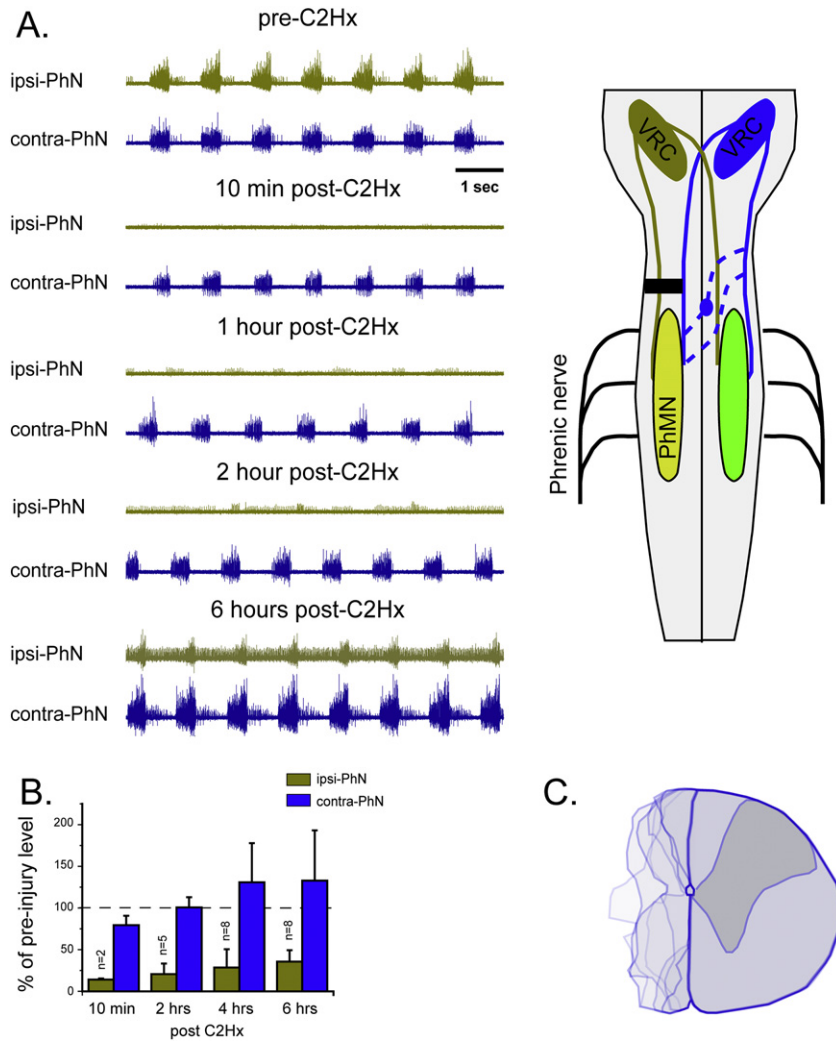 A.
pre-C2Hx
ipsi-PhN
contra-PhN
1 sec
10 min post-C2Hx
ipsi-PhN
contra-PhN
1 hour post-C2Hx
ipsi-PhN
contra-PhN
2 hour post-C2Hx
ipsi-PhN
contra-PhN
6 hours post-C2Hx
ipsi-PhN
contra-PhN
VRC
VRC
Phrenic nerve
PhMN
B.
ipsi-PhN
contra-PhN
% of pre-injury level
200
150
100
50
0
n=2
n=5
n=8
n=8
10 min
2 hrs
4 hrs
6 hrs
post C2Hx
C.